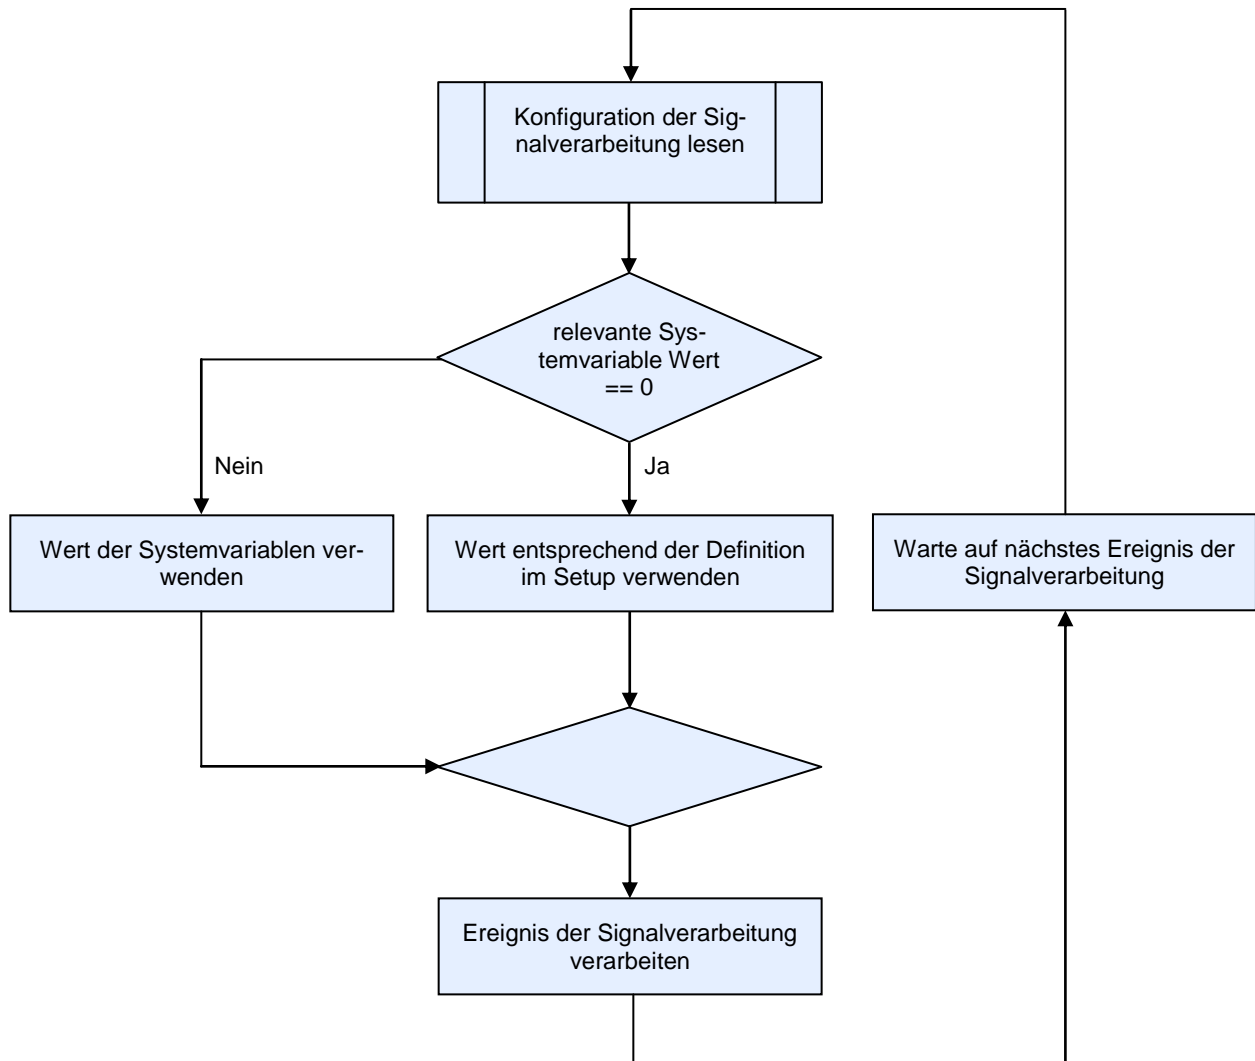 Konfiguration der Sig-
nalverarbeitung lesen
relevante Sys-
temvariable Wert
== 0
Nein
Ja
Wert der Systemvariablen ver-
wenden
Wert entsprechend der Definition
im Setup verwenden
Warte auf nächstes Ereignis der
Signalverarbeitung
Ereignis der Signalverarbeitung
verarbeiten